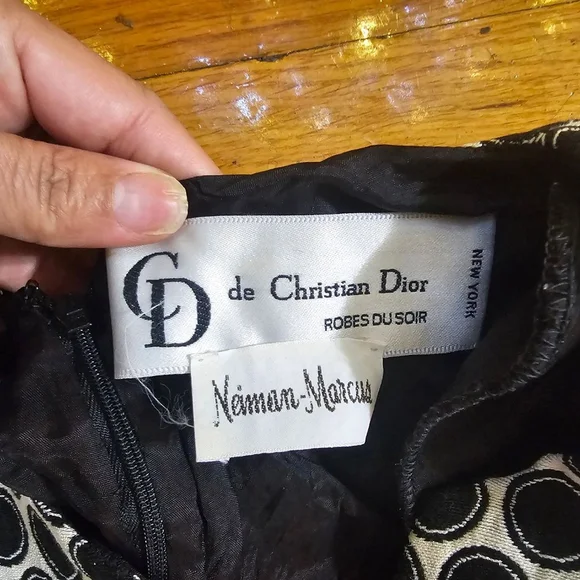 CD de Christian Dior
ROBES DU SOIR
NEW YORK
Neiman-Marcus